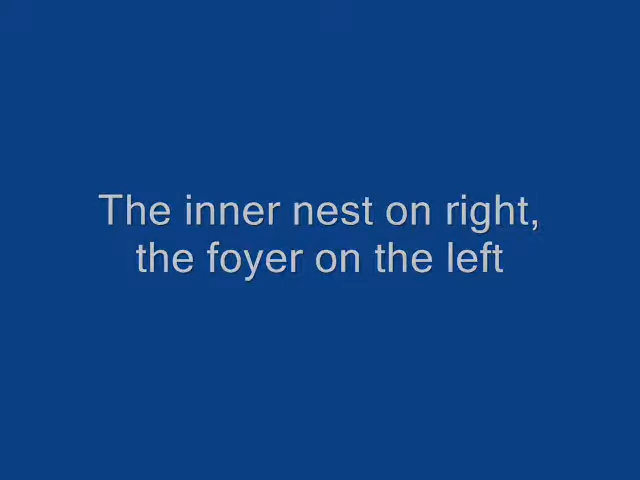 The inner nest on right,
the foyer on the left